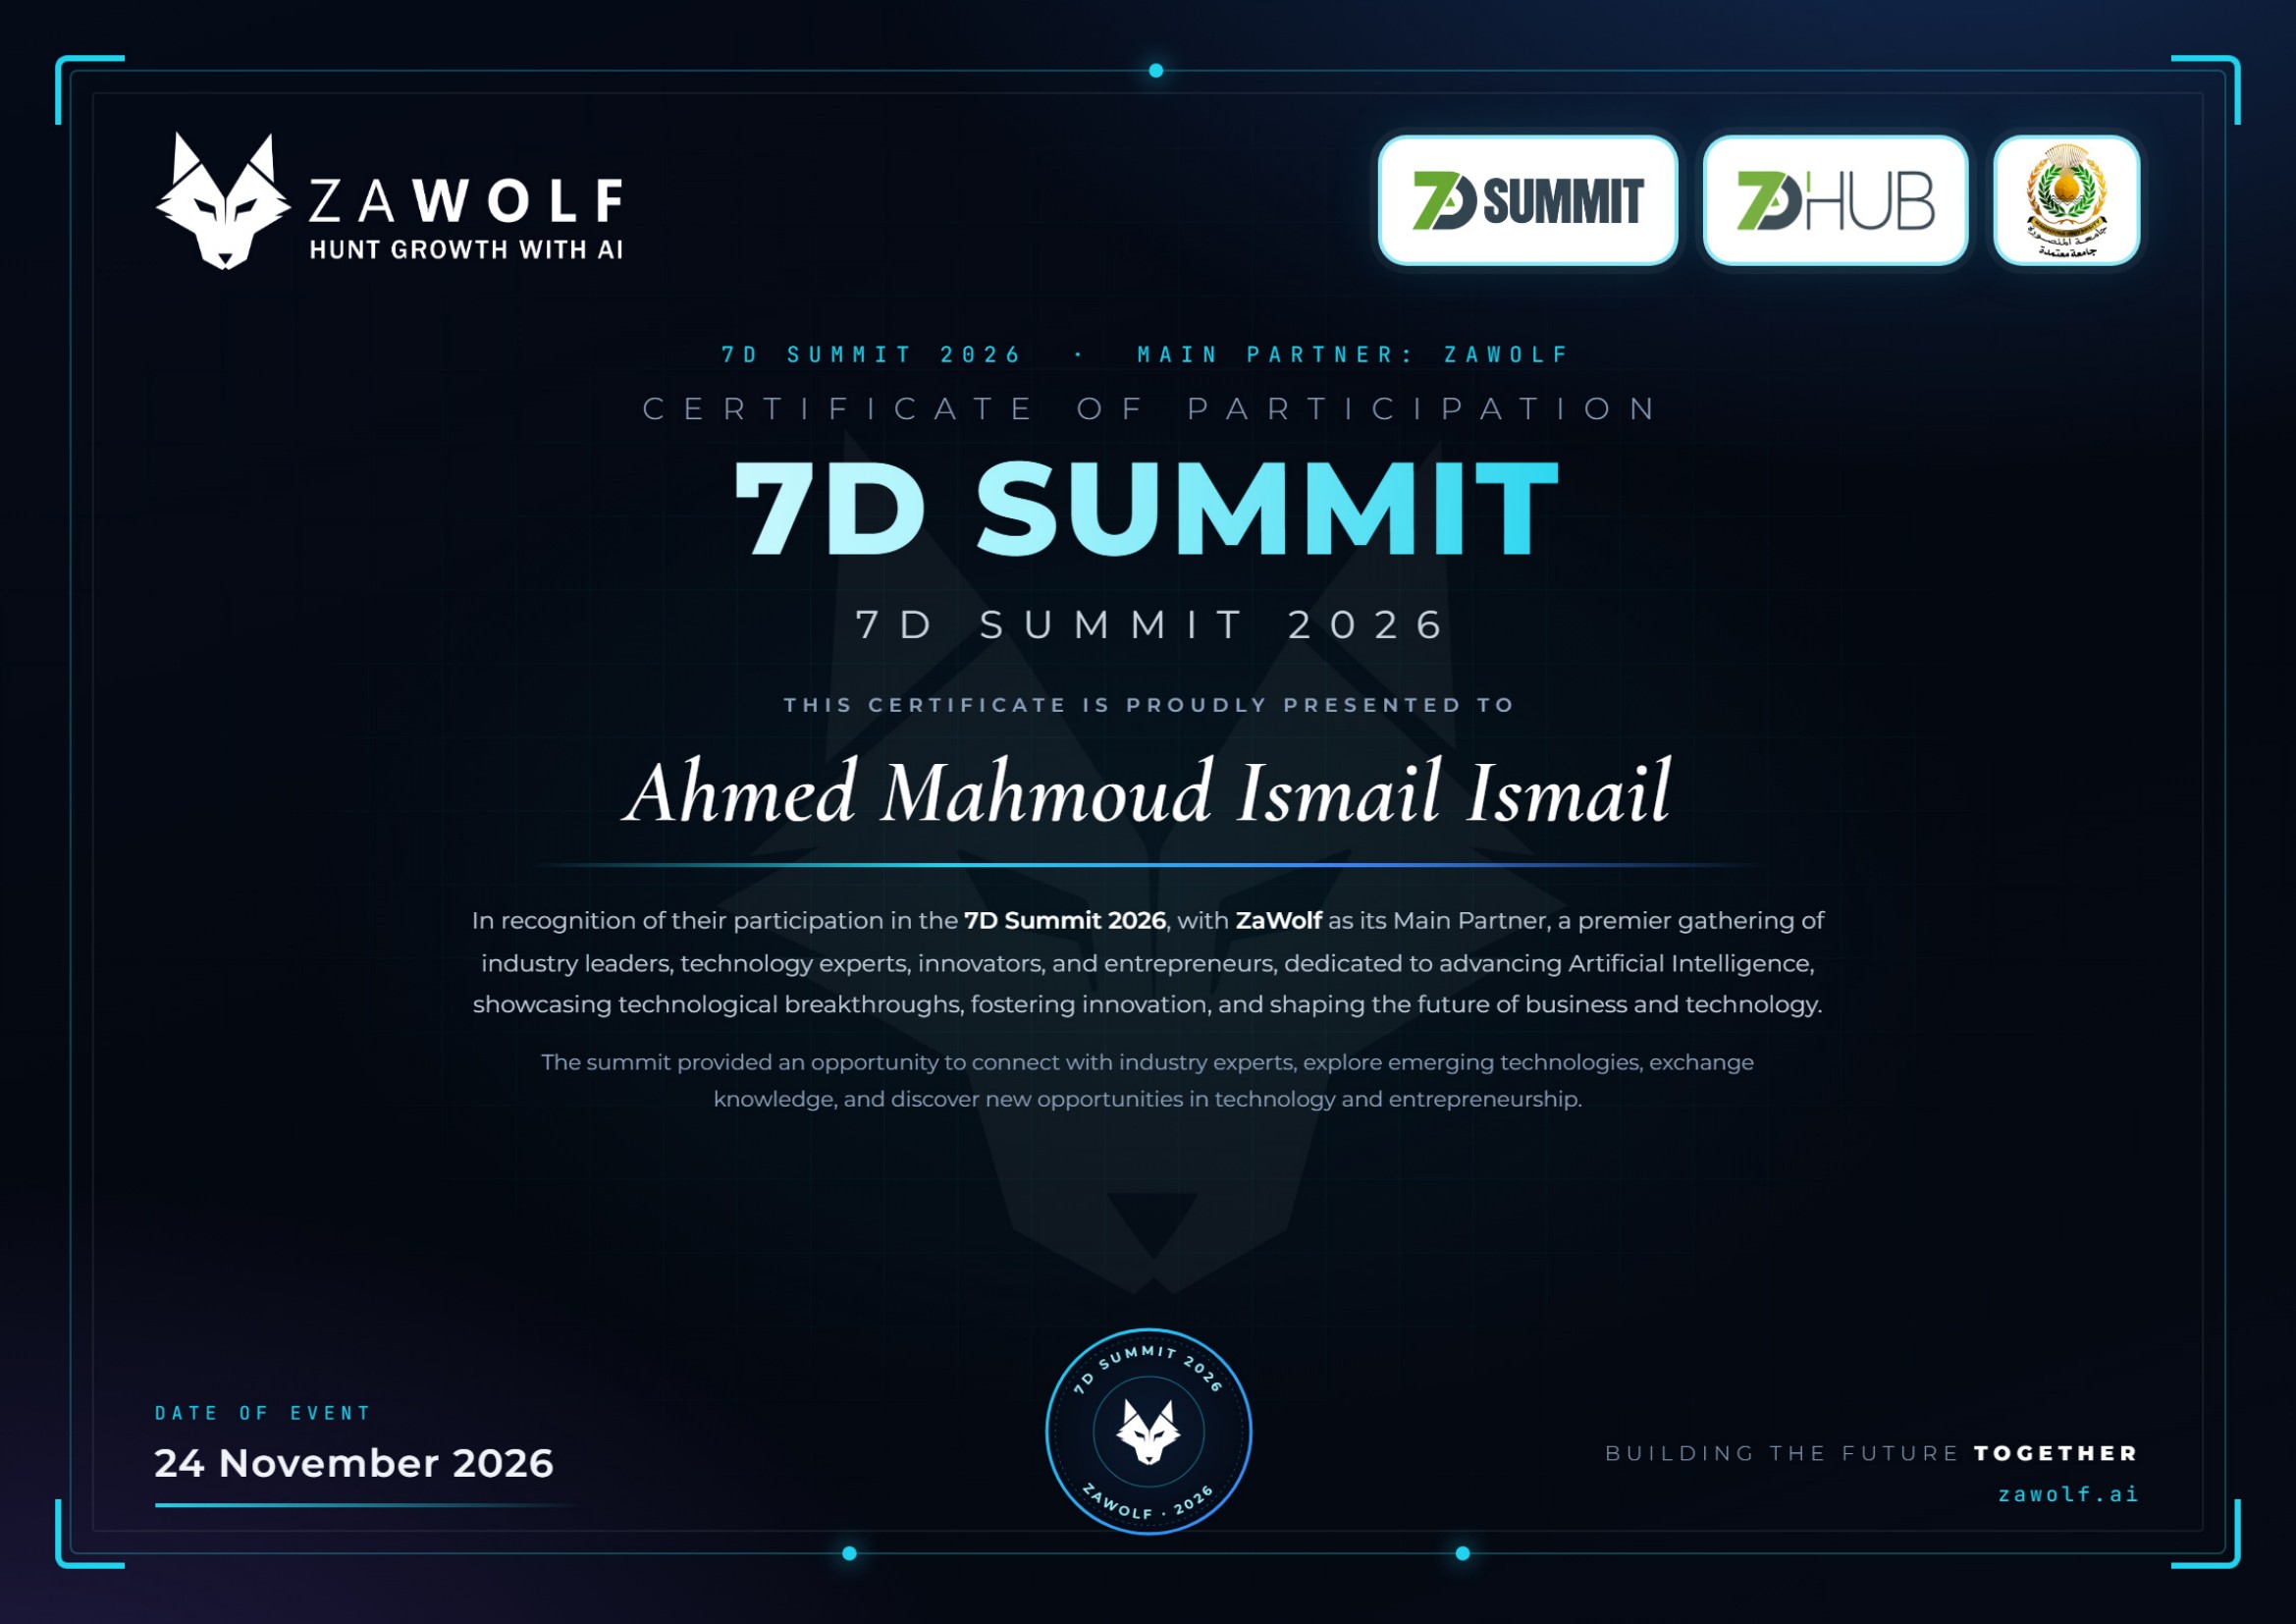 ZAWOLF
HUNT GROWTH WITH AI
7D SUMMIT
7D HUB
جامعة المنصورة
جامعة معتمدة
7D SUMMIT 2026 · MAIN PARTNER: ZAWOLF
CERTIFICATE OF PARTICIPATION
7D SUMMIT
7D SUMMIT 2026
THIS CERTIFICATE IS PROUDLY PRESENTED TO
Ahmed Mahmoud Ismail Ismail
In recognition of their participation in the 7D Summit 2026, with ZaWolf as its Main Partner, a premier gathering of
industry leaders, technology experts, innovators, and entrepreneurs, dedicated to advancing Artificial Intelligence,
showcasing technological breakthroughs, fostering innovation, and shaping the future of business and technology.
The summit provided an opportunity to connect with industry experts, explore emerging technologies, exchange
knowledge, and discover new opportunities in technology and entrepreneurship.
DATE OF EVENT
24 November 2026
7D SUMMIT 2026
ZAWOLF · 2026
BUILDING THE FUTURE TOGETHER
zawolf.ai